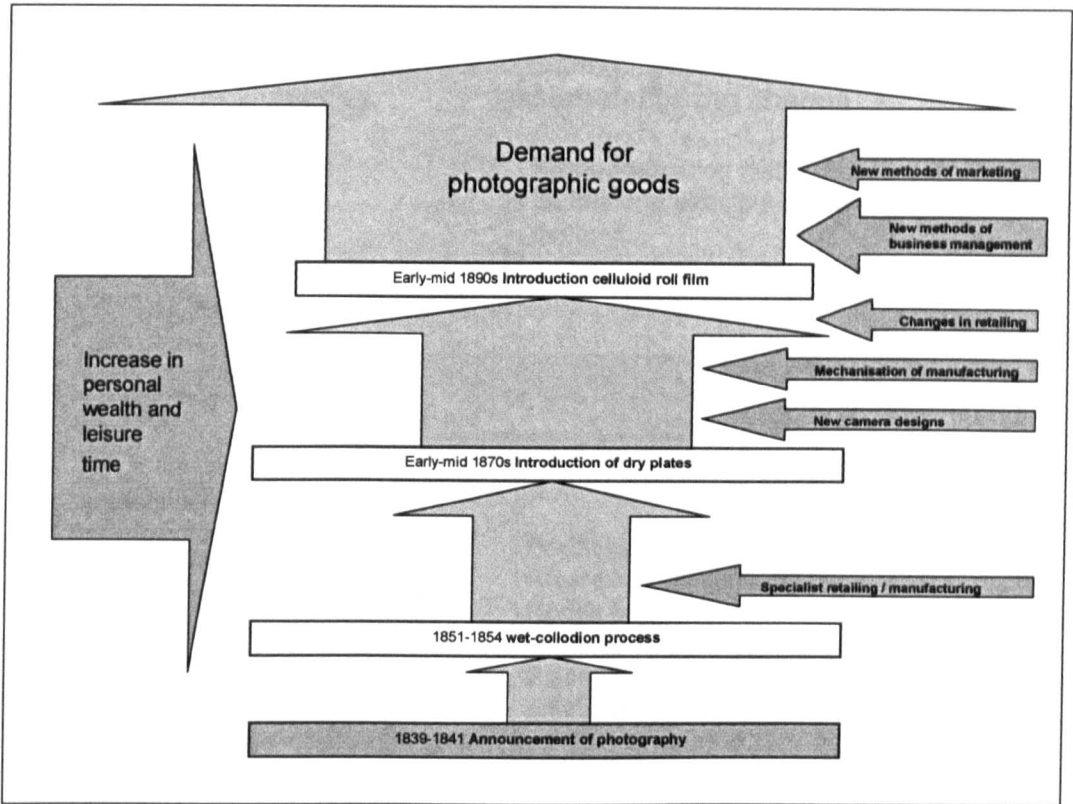 Demand for
photographic goods
New methods of marketing
New methods of
business management
Early-mid 1890s Introduction celluloid roll film
Changes in retailing
Increase in
personal
wealth and
leisure
time
Mechanisation of manufacturing
New camera designs
Early-mid 1870s Introduction of dry plates
Specialist retailing / manufacturing
1851-1854 wet-collodion process
1839-1841 Announcement of photography